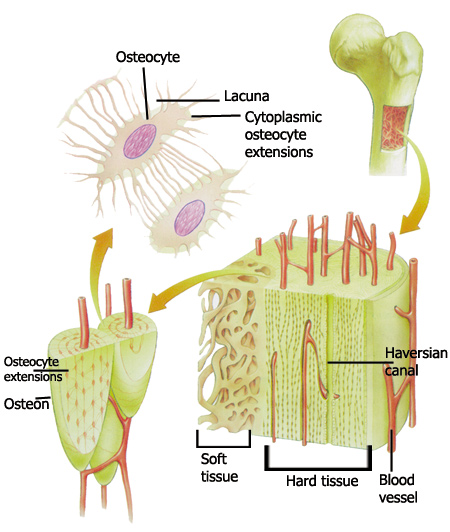 Osteocyte
Lacuna
Cytoplasmic
osteocyte
extensions
Osteocyte
extensions
Osteon
Haversian
canal
Soft
tissue
Hard tissue
Blood
vessel